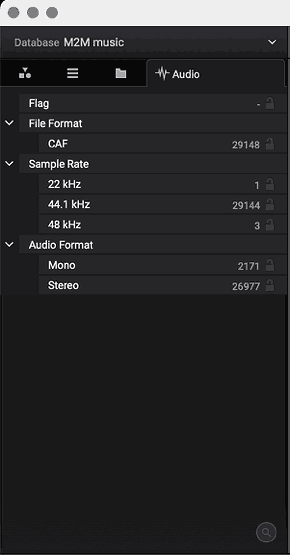 Database M2M music
Audio
Flag -
File Format
CAF 29148
Sample Rate
22 kHz 1
44.1 kHz 29144
48 kHz 3
Audio Format
Mono 2171
Stereo 26977